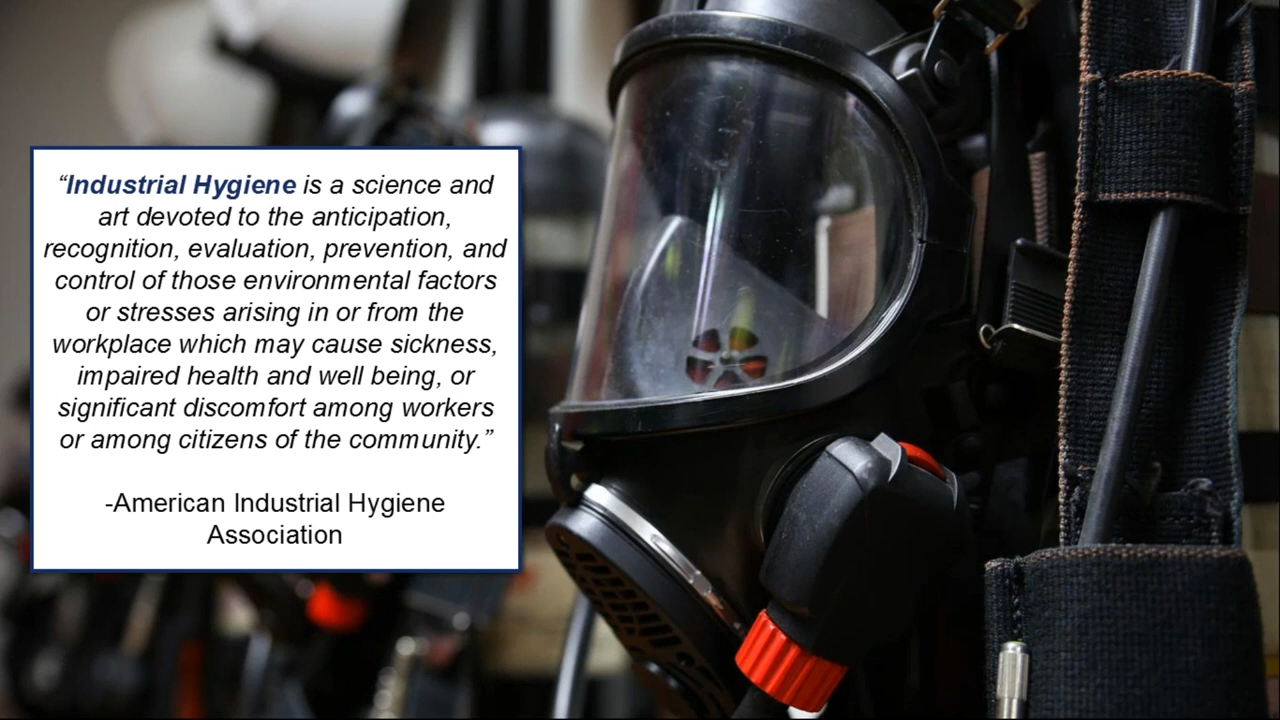 “Industrial Hygiene is a science and
art devoted to the anticipation,
recognition, evaluation, prevention, and
control of those environmental factors
or stresses arising in or from the
workplace which may cause sickness,
impaired health and well being, or
significant discomfort among workers
or among citizens of the community.”
-American Industrial Hygiene
Association